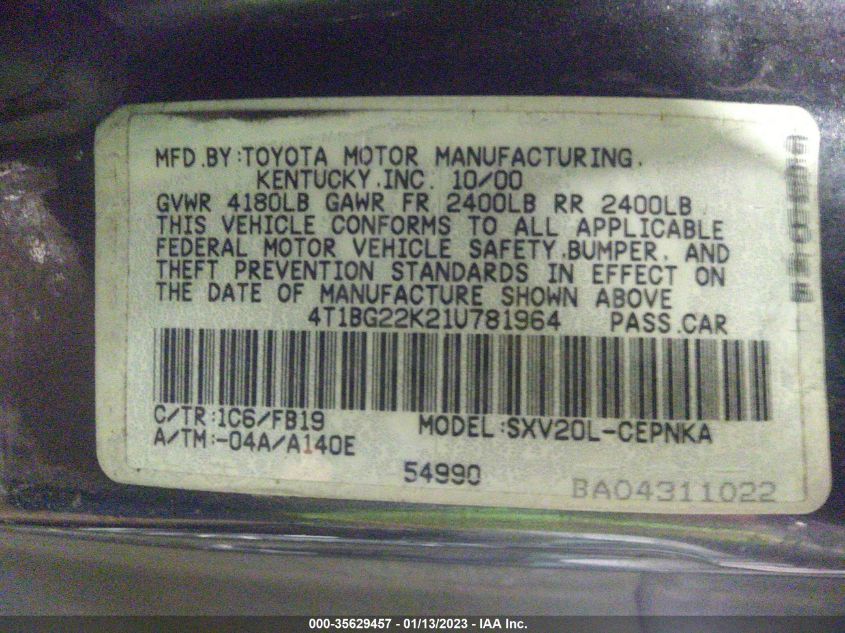 MFD.BY:TOYOTA MOTOR MANUFACTURING.
KENTUCKY.INC. 10/00
GVWR 4180LB GAWR FR 2400LB RR 2400LB
THIS VEHICLE CONFORMS TO ALL APPLICABLE
FEDERAL MOTOR VEHICLE SAFETY.BUMPER. AND
THEFT PREVENTION STANDARDS IN EFFECT ON
THE DATE OF MANUFACTURE SHOWN ABOVE
4T1BG22K21U781964 PASS.CAR
C/TR:1C6/FB19 MODEL:SXV20L-CEPNKA
A/TM:-04A/A140E
54990
BA04311022
000-35629457 - 01/13/2023 - IAA Inc.